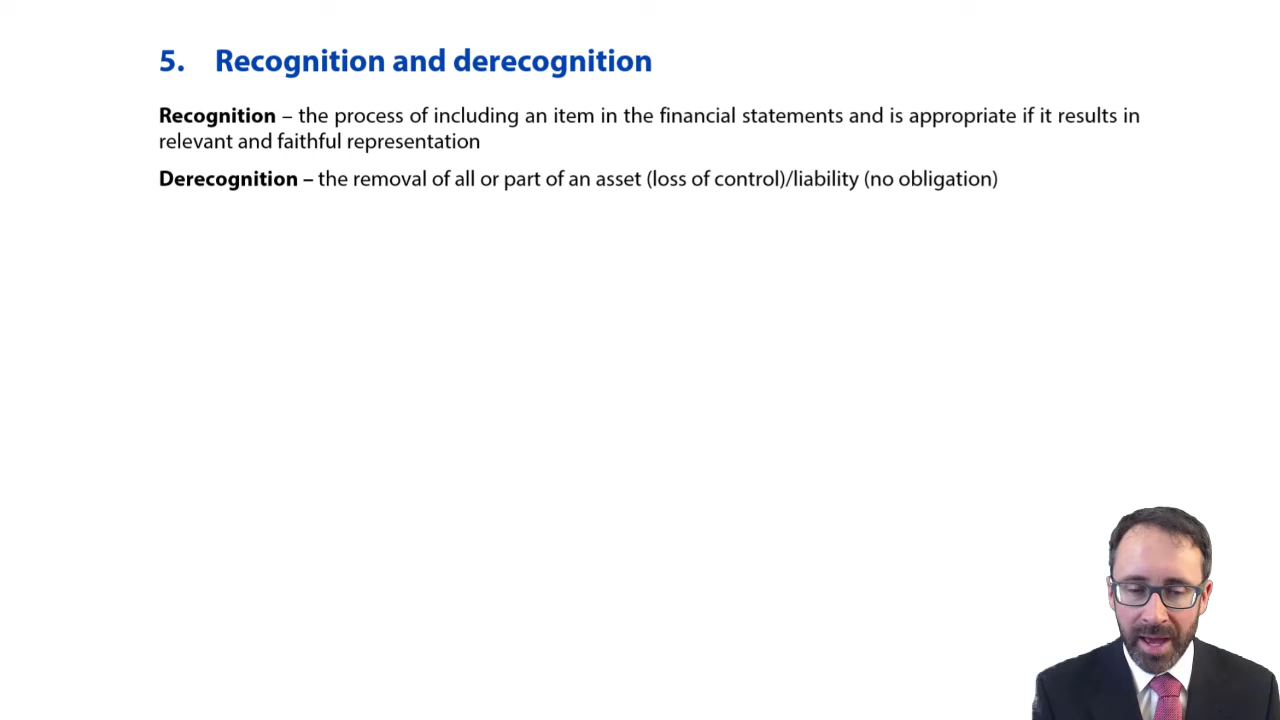 5. Recognition and derecognition
Recognition – the process of including an item in the financial statements and is appropriate if it results in
relevant and faithful representation
Derecognition – the removal of all or part of an asset (loss of control)/liability (no obligation)